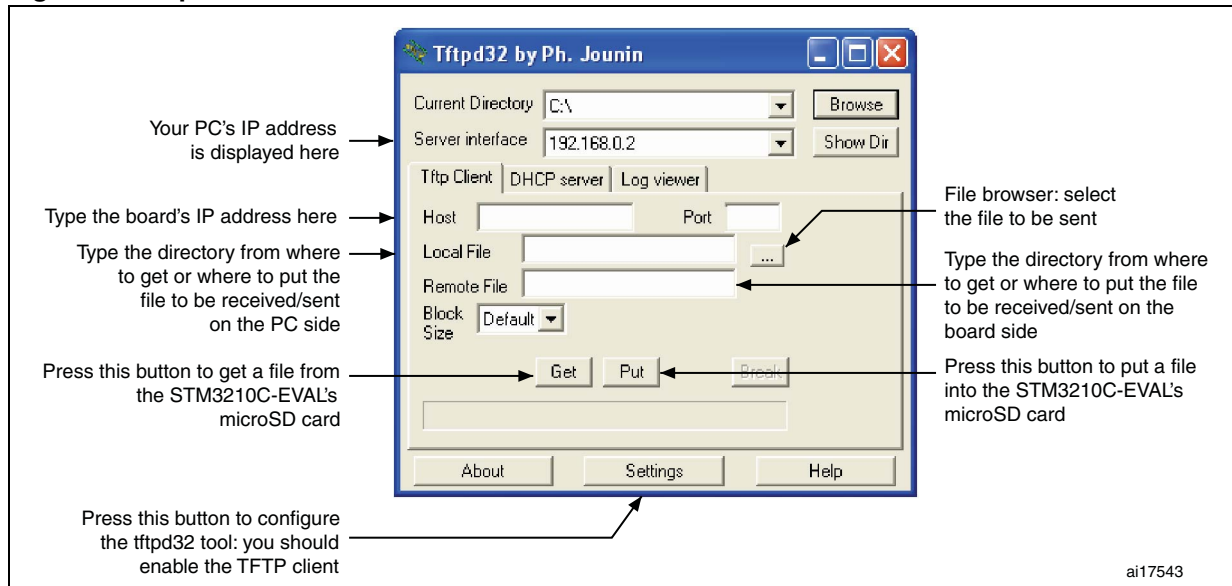 Tftpd32 by Ph. Jounin
Current Directory C:\ Browse
Server interface 192.168.0.2 Show Dir
Your PC's IP address
is displayed here
Tftp Client DHCP server Log viewer
Host Port
Type the board's IP address here
File browser: select
the file to be sent
Local File ...
Type the directory from where
to get or where to put the
file to be received/sent
on the PC side
Remote File
Type the directory from where
to get or where to put the file
to be received/sent on the
board side
Block
Size Default
Get Put Break
Press this button to get a file from
the STM3210C-EVAL's
microSD card
Press this button to put a file
into the STM3210C-EVAL's
microSD card
About Settings Help
Press this button to configure
the tftpd32 tool: you should
enable the TFTP client
ai17543